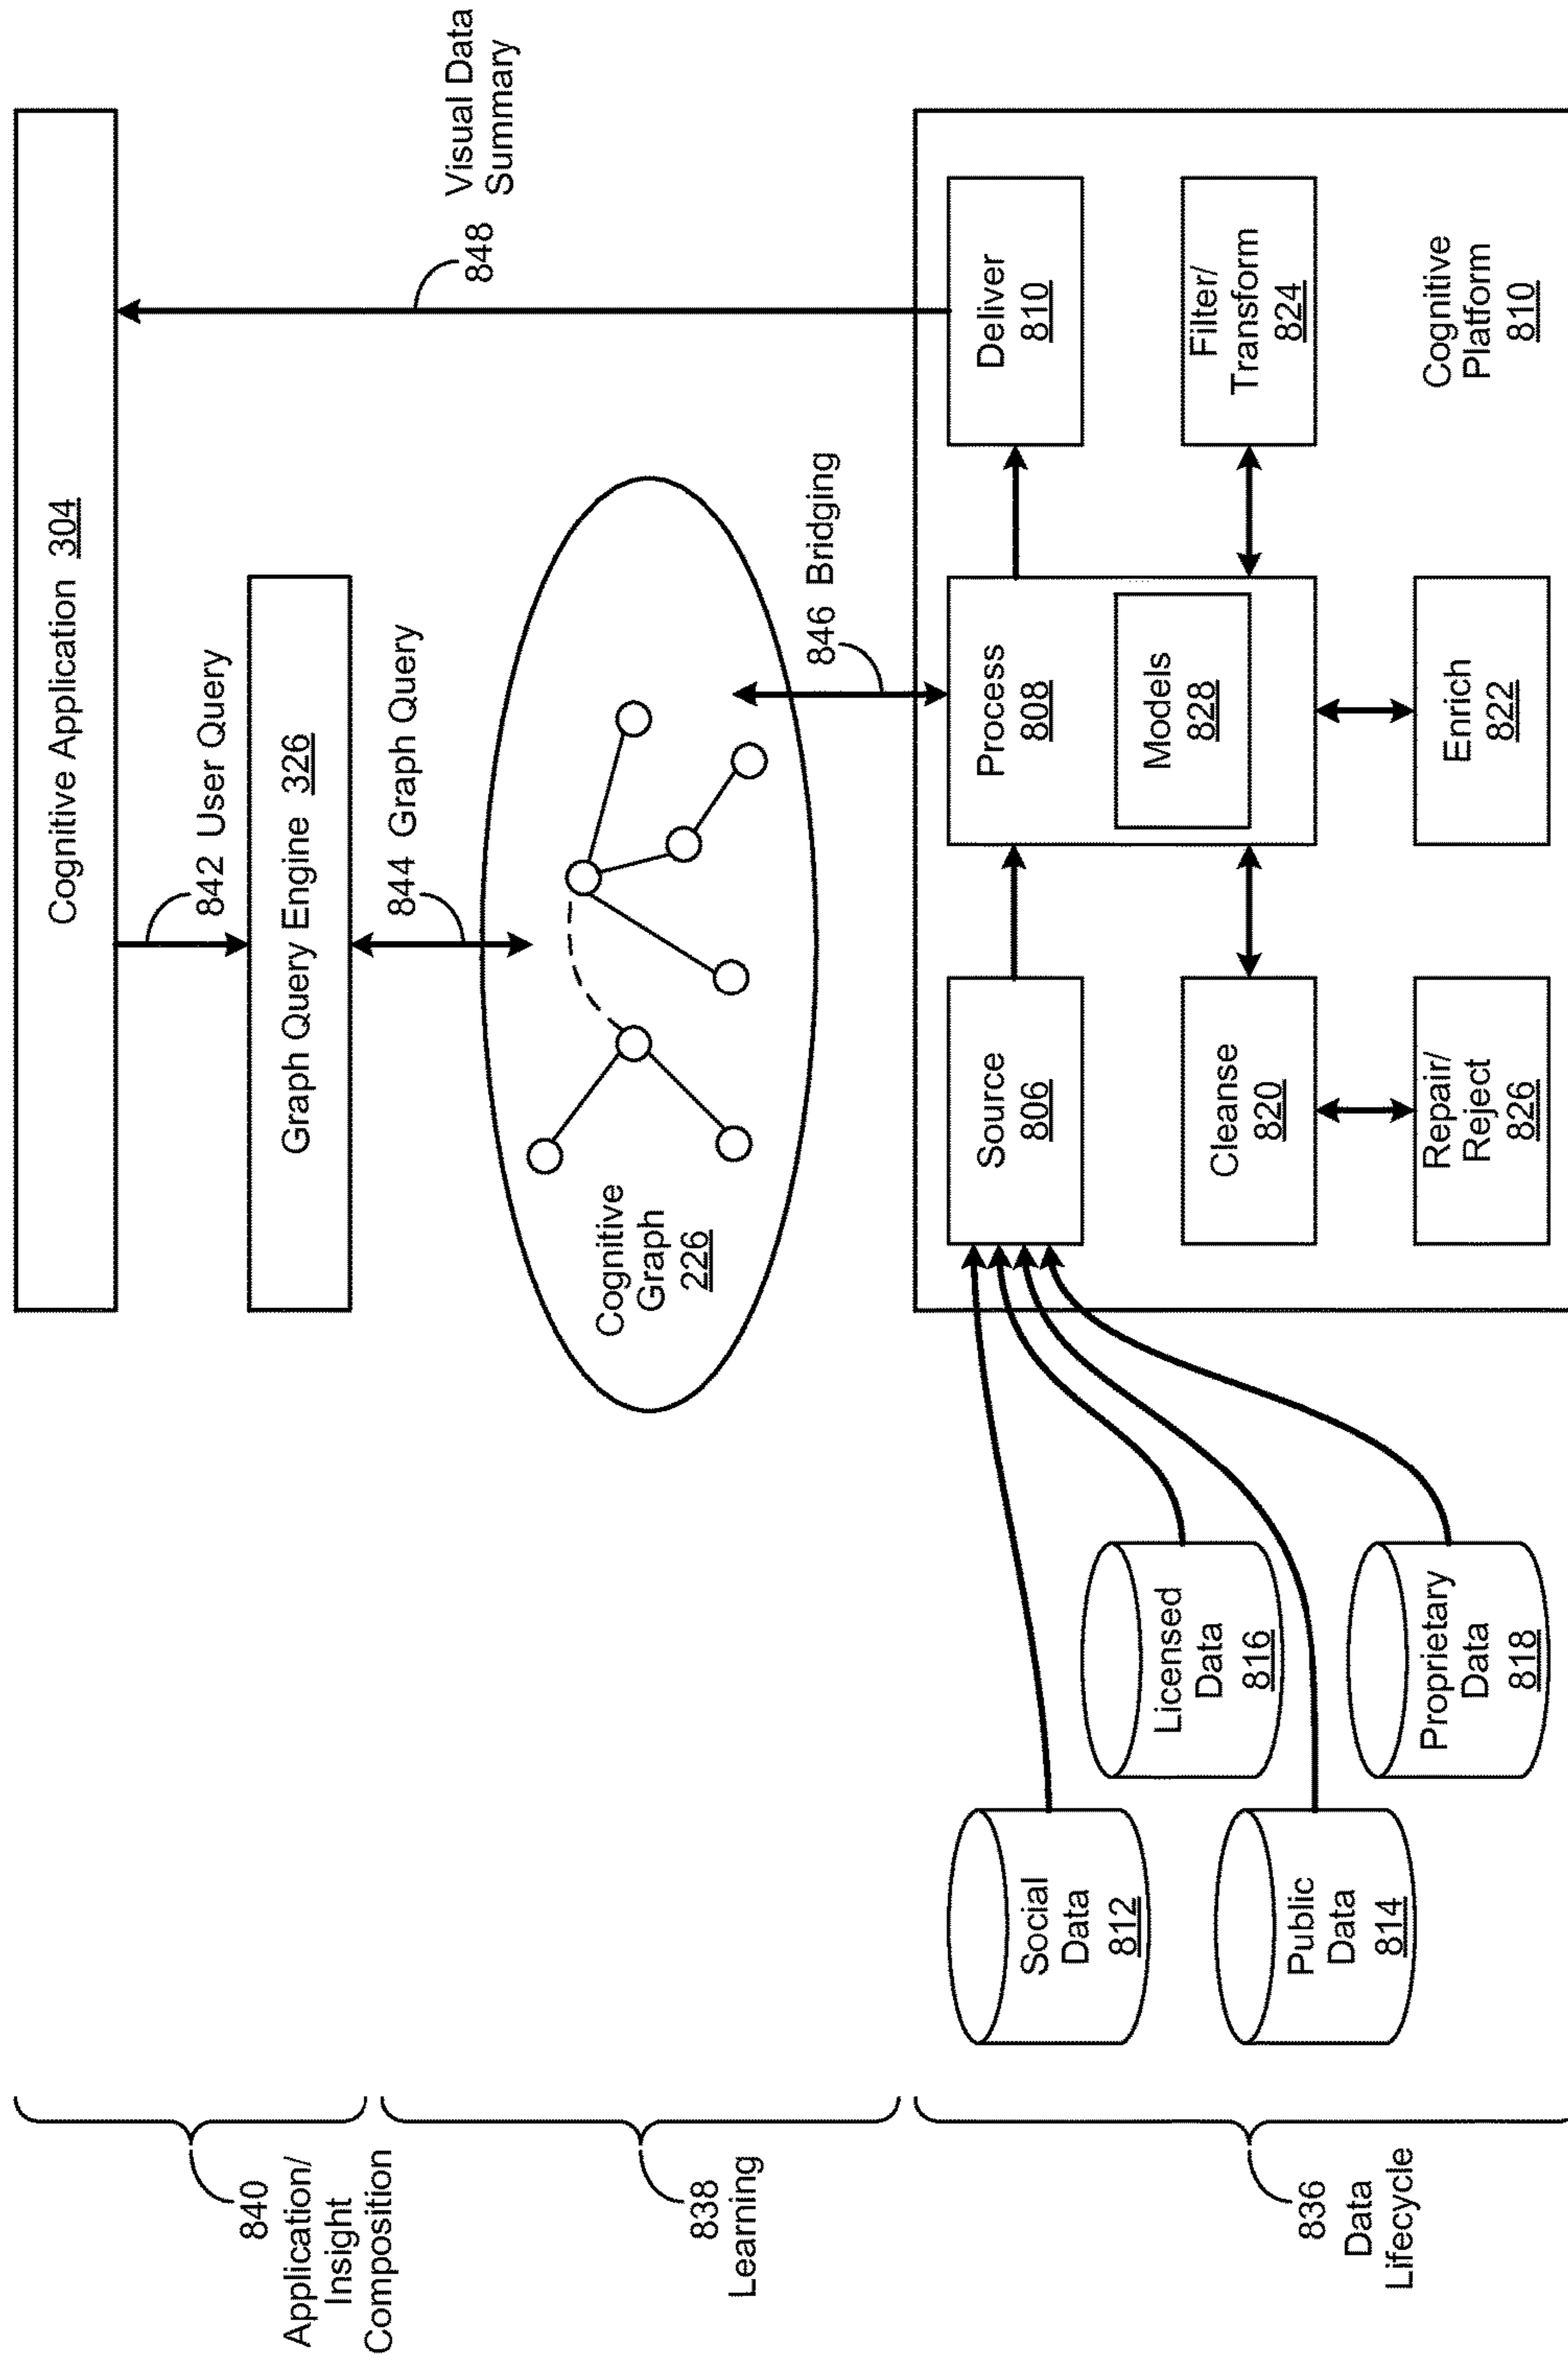 Cognitive Application 304
842 User Query
Graph Query Engine 326
844 Graph Query
848
Visual Data
Summary
Cognitive
Graph
226
846 Bridging
840
Application/
Insight
Composition
838
Learning
836
Data
Lifecycle
Social
Data
812
Licensed
Data
816
Public
Data
814
Proprietary
Data
818
Source
806
Process
808
Models
828
Deliver
810
Cleanse
820
Filter/
Transform
824
Repair/
Reject
826
Enrich
822
Cognitive
Platform
810